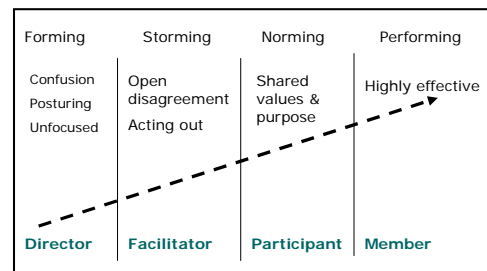 Forming Storming Norming Performing
Confusion
Posturing
Unfocused
Open
disagreement
Acting out
Shared
values &
purpose
Highly effective
Director Facilitator Participant Member